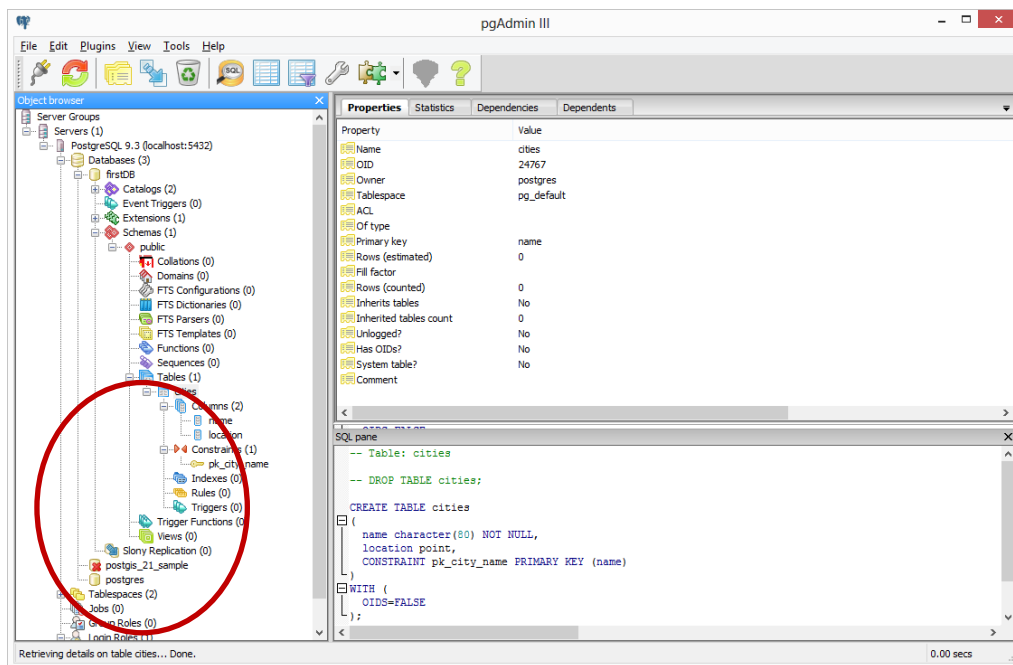 pgAdmin III
File Edit Plugins View Tools Help
SQL
Object browser
Server Groups
Servers (1)
PostgreSQL 9.3 (localhost:5432)
Databases (3)
firstDB
Catalogs (2)
Event Triggers (0)
Extensions (1)
Schemas (1)
public
Collations (0)
Domains (0)
FTS Configurations (0)
FTS Dictionaries (0)
FTS Parsers (0)
FTS Templates (0)
Functions (0)
Sequences (0)
Tables (1)
cities
Columns (2)
name
location
Constraints (1)
pk_city_name
Indexes (0)
Rules (0)
Triggers (0)
Trigger Functions (0)
Views (0)
Slony Replication (0)
postgis_21_sample
postgres
Tablespaces (2)
Jobs (0)
Group Roles (0)
Login Roles (1)
Properties Statistics Dependencies Dependents
Property Value
Name cities
OID 24767
Owner postgres
Tablespace pg_default
ACL
Of type
Primary key name
Rows (estimated) 0
Fill factor
Rows (counted) 0
Inherits tables No
Inherited tables count 0
Unlogged? No
Has OIDs? No
System table? No
Comment
OIDS=FALSE
SQL pane
-- Table: cities
-- DROP TABLE cities;
CREATE TABLE cities
(
name character(80) NOT NULL,
location point,
CONSTRAINT pk_city_name PRIMARY KEY (name)
)
WITH (
OIDS=FALSE
);
Retrieving details on table cities... Done. 0.00 secs